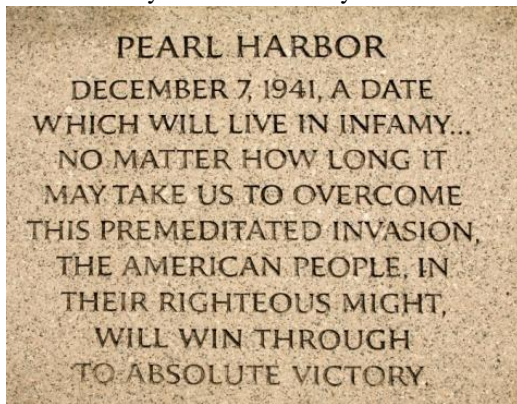 PEARL HARBOR
DECEMBER 7, 1941, A DATE
WHICH WILL LIVE IN INFAMY...
NO MATTER HOW LONG IT
MAY TAKE US TO OVERCOME
THIS PREMEDITATED INVASION,
THE AMERICAN PEOPLE, IN
THEIR RIGHTEOUS MIGHT,
WILL WIN THROUGH
TO ABSOLUTE VICTORY.